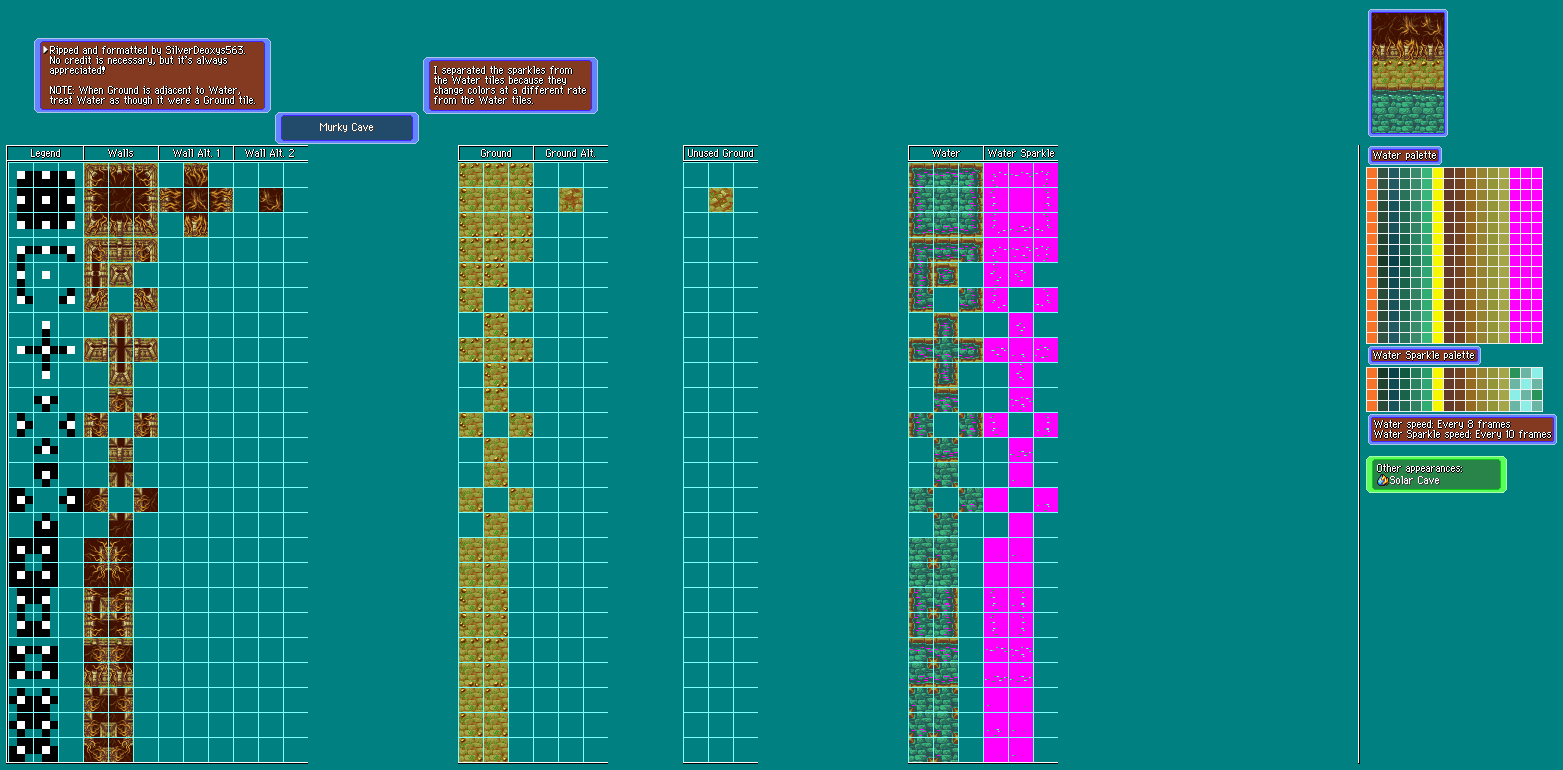 Ripped and formatted by SilverDeoxys563.
No credit is necessary, but it's always
appreciated!
NOTE: When Ground is adjacent to Water,
treat Water as though it were a Ground tile.
I separated the sparkles from
the Water tiles because they
change colors at a different rate
from the Water tiles.
Murky Cave
Legend
Walls
Wall Alt. 1
Wall Alt. 2
Ground
Ground Alt.
Unused Ground
Water
Water Sparkle
Water palette
Water Sparkle palette
Water speed: Every 8 frames
Water Sparkle speed: Every 10 frames
Other appearances:
Solar Cave